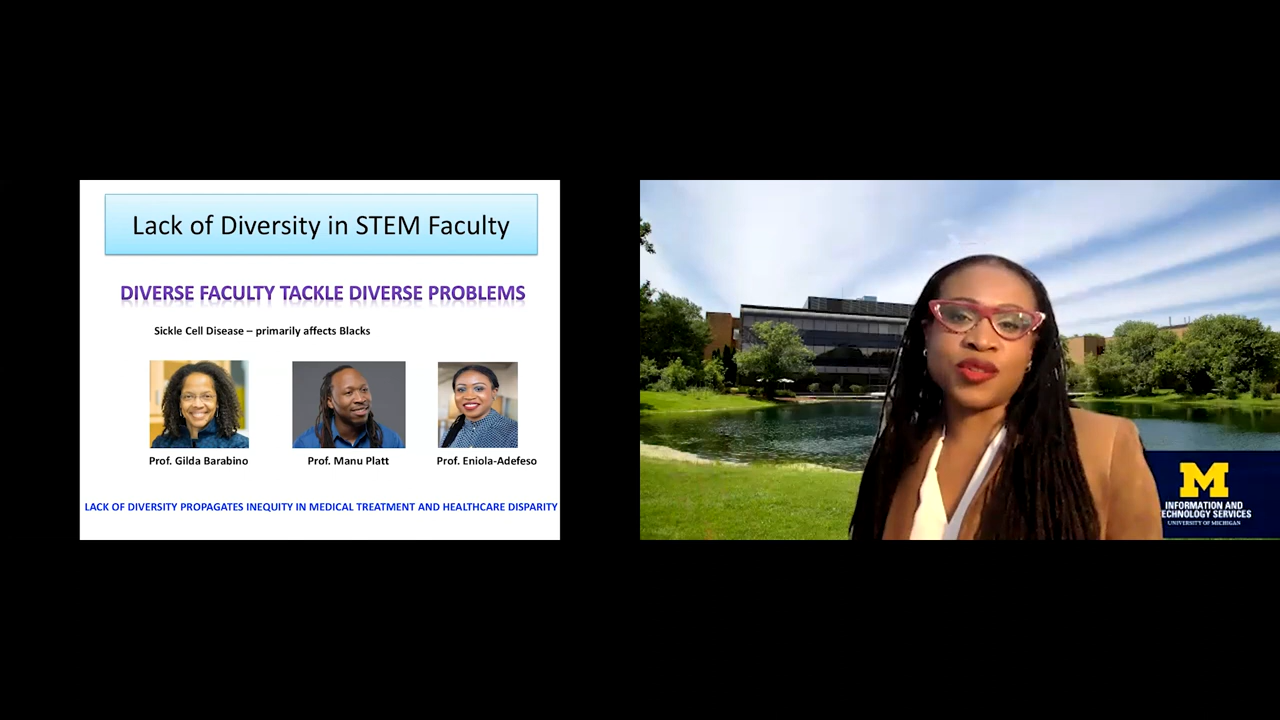 Lack of Diversity in STEM Faculty
DIVERSE FACULTY TACKLE DIVERSE PROBLEMS
Sickle Cell Disease – primarily affects Blacks
Prof. Gilda Barabino
Prof. Manu Platt
Prof. Eniola-Adefeso
LACK OF DIVERSITY PROPAGATES INEQUITY IN MEDICAL TREATMENT AND HEALTHCARE DISPARITY
M
INFORMATION AND
TECHNOLOGY SERVICES
UNIVERSITY OF MICHIGAN